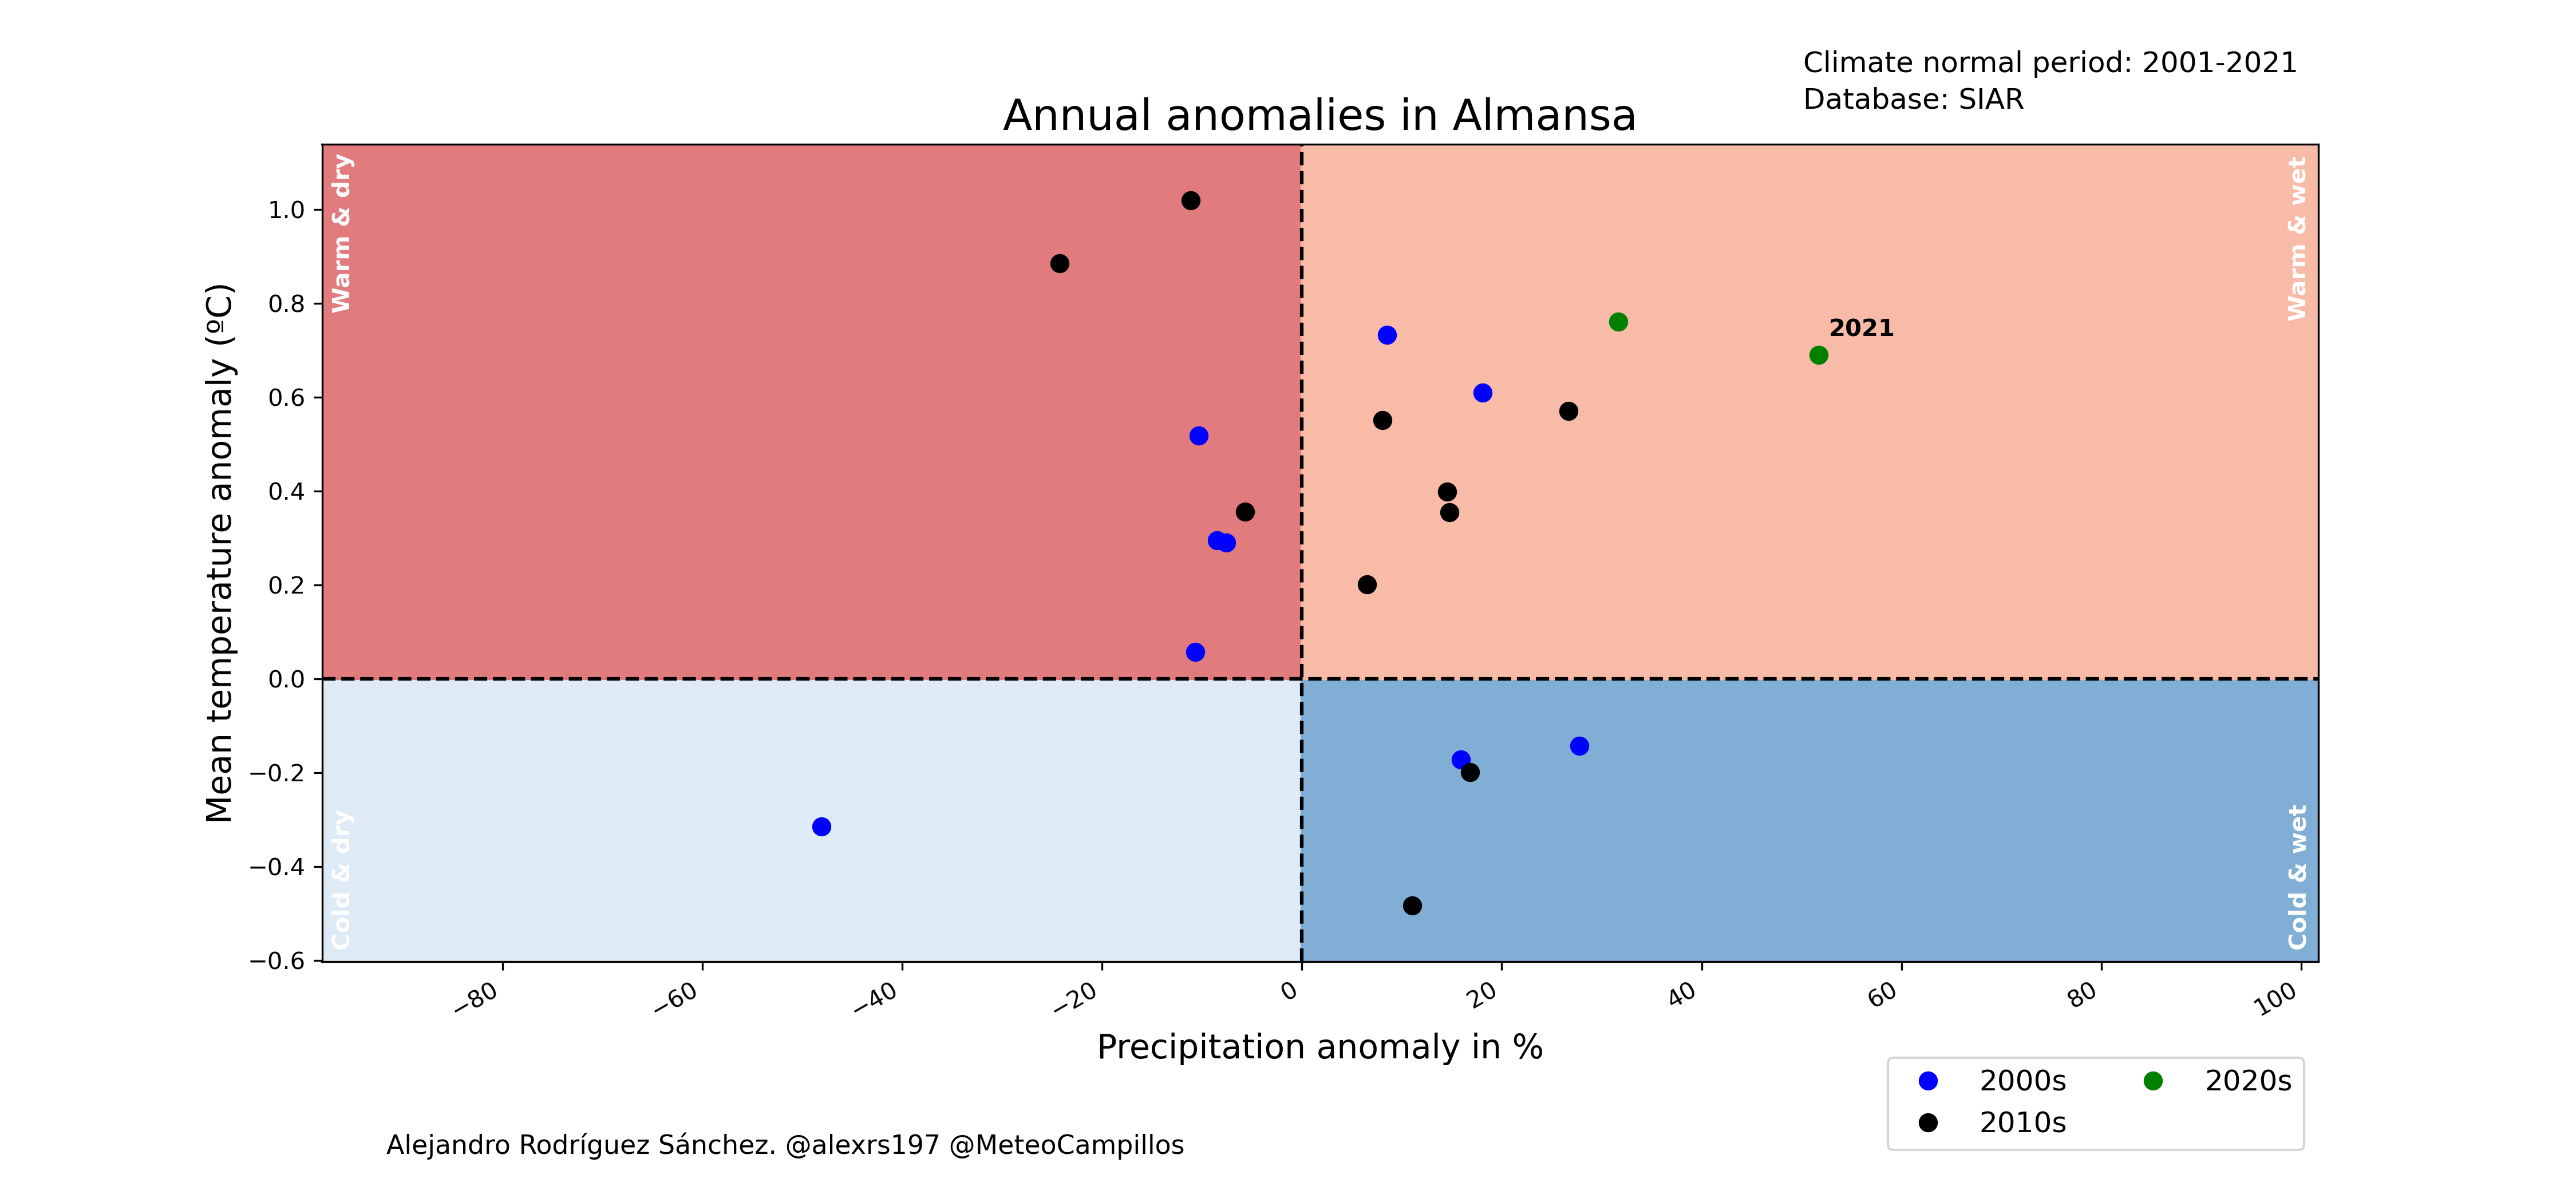 Climate normal period: 2001-2021
Database: SIAR
Annual anomalies in Almansa
Warm & dry
Warm & wet
Cold & dry
Cold & wet
2021
Mean temperature anomaly (ºC)
1.0
0.8
0.6
0.4
0.2
0.0
−0.2
−0.4
−0.6
−80
−60
−40
−20
0
20
40
60
80
100
Precipitation anomaly in %
2000s
2010s
2020s
Alejandro Rodríguez Sánchez. @alexrs197 @MeteoCampillos